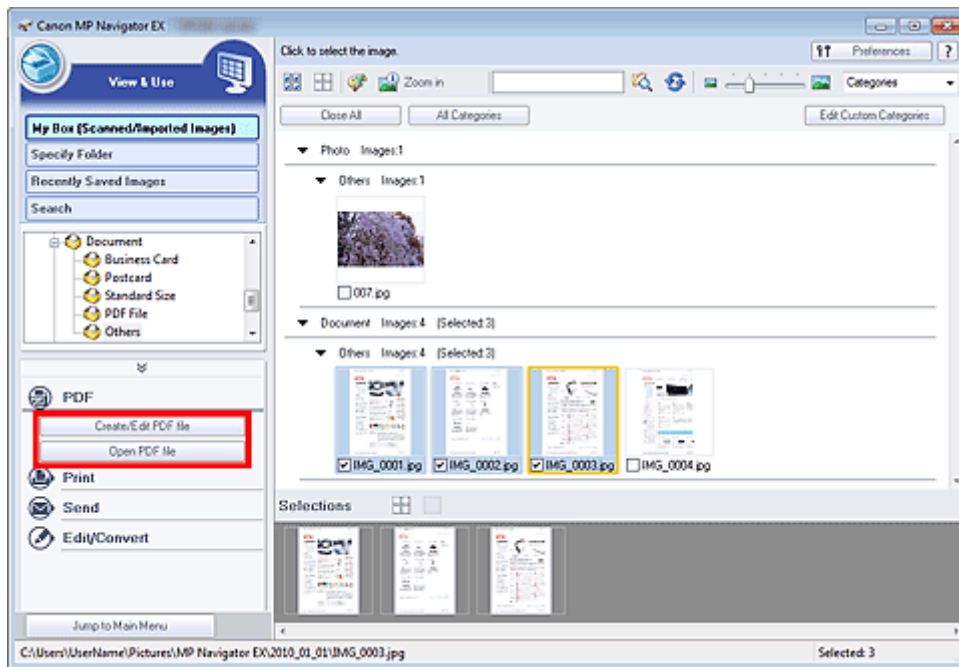 Canon MP Navigator EX
View & Use
My Box (Scanned/Imported Images)
Specify Folder
Recently Saved Images
Search
Document
Business Card
Postcard
Standard Size
PDF File
Others
PDF
Create/Edit PDF file
Open PDF file
Print
Send
Edit/Convert
Jump to Main Menu
Click to select the image.
Preferences
?
Zoom in
Categories
Close All
All Categories
Edit Custom Categories
Photo Images:1
Others Images:1
007.jpg
Document Images:4 (Selected:3)
Others Images:4 (Selected:3)
IMG_0001.jpg IMG_0002.jpg IMG_0003.jpg IMG_0004.jpg
Selections
C:\Users\UserName\Pictures\MP Navigator EX\2010_01_01\IMG_0003.jpg
Selected: 3